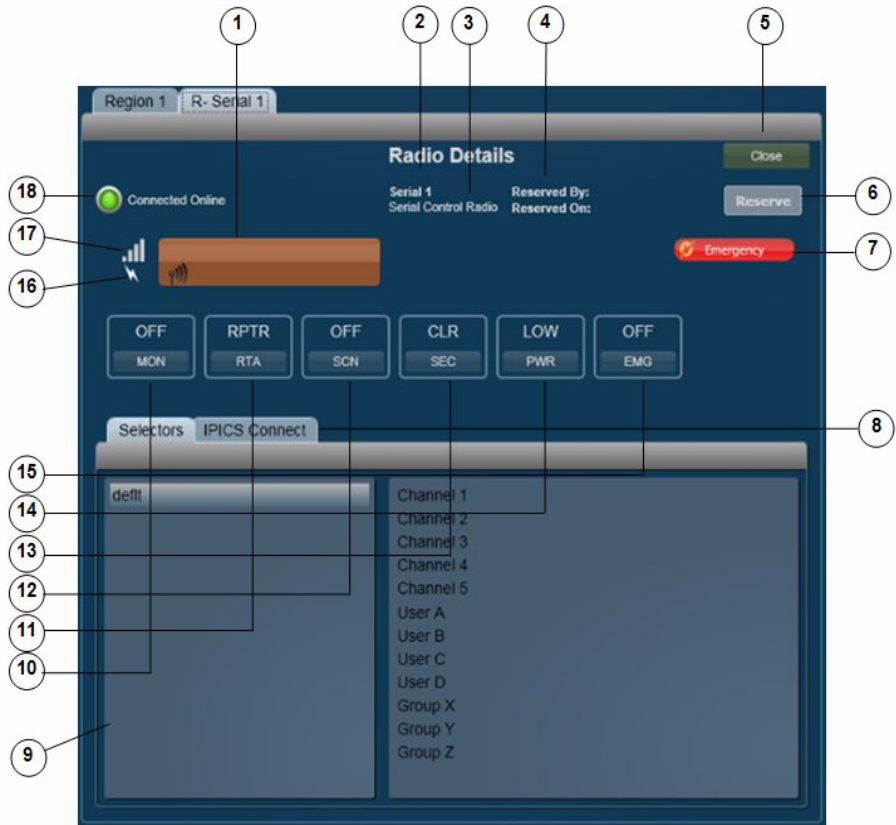 1
2
3
4
5
Region 1
R- Serial 1
Radio Details
Close
18
Connected Online
Serial 1
Serial Control Radio
Reserved By:
Reserved On:
Reserve
6
17
Emergency
7
16
OFF
MON
RPTR
RTA
OFF
SCN
CLR
SEC
LOW
PWR
OFF
EMG
Selectors
IPICS Connect
8
15
14
13
12
11
10
9
deflt
Channel 1
Channel 2
Channel 3
Channel 4
Channel 5
User A
User B
User C
User D
Group X
Group Y
Group Z